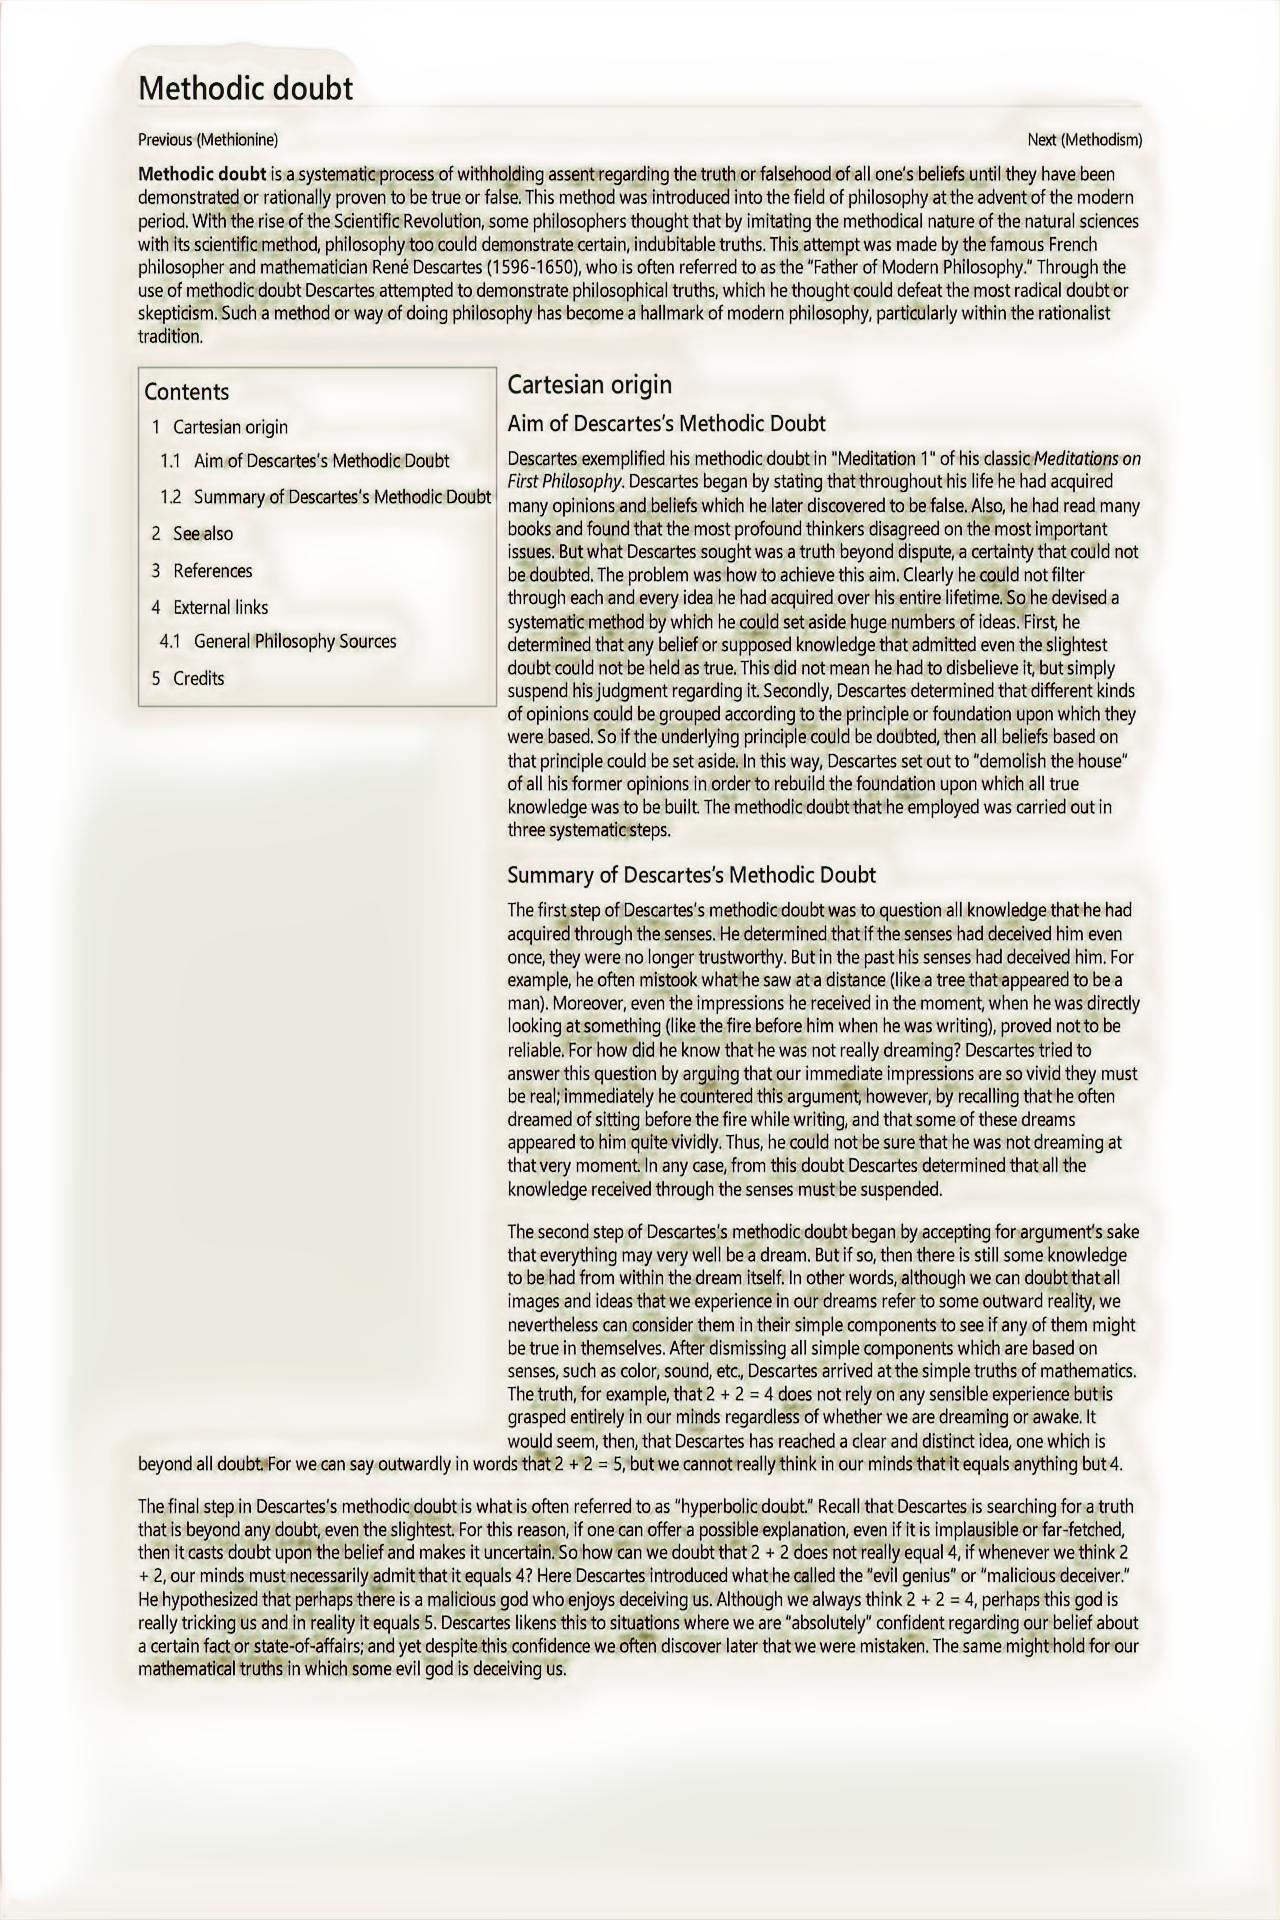 Methodic doubt
Previous (Methionine)
Next (Methodism)
Methodic doubt is a systematic process of withholding assent regarding the truth or falsehood of all one's beliefs until they have been
demonstrated or rationally proven to be true or false. This method was introduced into the field of philosophy at the advent of the modern
period. With the rise of the Scientific Revolution, some philosophers thought that by imitating the methodical nature of the natural sciences
with its scientific method, philosophy too could demonstrate certain, indubitable truths. This attempt was made by the famous French
philosopher and mathematician René Descartes (1596-1650), who is often referred to as the “Father of Modern Philosophy.” Through the
use of methodic doubt Descartes attempted to demonstrate philosophical truths, which he thought could defeat the most radical doubt or
skepticism. Such a method or way of doing philosophy has become a hallmark of modern philosophy, particularly within the rationalist
tradition.
Contents
1 Cartesian origin
1.1 Aim of Descartes's Methodic Doubt
1.2 Summary of Descartes's Methodic Doubt
2 See also
3 References
4 External links
4.1 General Philosophy Sources
5 Credits
Cartesian origin
Aim of Descartes's Methodic Doubt
Descartes exemplified his methodic doubt in "Meditation 1" of his classic Meditations on
First Philosophy. Descartes began by stating that throughout his life he had acquired
many opinions and beliefs which he later discovered to be false. Also, he had read many
books and found that the most profound thinkers disagreed on the most important
issues. But what Descartes sought was a truth beyond dispute, a certainty that could not
be doubted. The problem was how to achieve this aim. Clearly he could not filter
through each and every idea he had acquired over his entire lifetime. So he devised a
systematic method by which he could set aside huge numbers of ideas. First, he
determined that any belief or supposed knowledge that admitted even the slightest
doubt could not be held as true. This did not mean he had to disbelieve it, but simply
suspend his judgment regarding it. Secondly, Descartes determined that different kinds
of opinions could be grouped according to the principle or foundation upon which they
were based. So if the underlying principle could be doubted, then all beliefs based on
that principle could be set aside. In this way, Descartes set out to “demolish the house”
of all his former opinions in order to rebuild the foundation upon which all true
knowledge was to be built. The methodic doubt that he employed was carried out in
three systematic steps.
Summary of Descartes's Methodic Doubt
The first step of Descartes's methodic doubt was to question all knowledge that he had
acquired through the senses. He determined that if the senses had deceived him even
once, they were no longer trustworthy. But in the past his senses had deceived him. For
example, he often mistook what he saw at a distance (like a tree that appeared to be a
man). Moreover, even the impressions he received in the moment, when he was directly
looking at something (like the fire before him when he was writing), proved not to be
reliable. For how did he know that he was not really dreaming? Descartes tried to
answer this question by arguing that our immediate impressions are so vivid they must
be real; immediately he countered this argument, however, by recalling that he often
dreamed of sitting before the fire while writing, and that some of these dreams
appeared to him quite vividly. Thus, he could not be sure that he was not dreaming at
that very moment. In any case, from this doubt Descartes determined that all the
knowledge received through the senses must be suspended.
The second step of Descartes's methodic doubt began by accepting for argument's sake
that everything may very well be a dream. But if so, then there is still some knowledge
to be had from within the dream itself. In other words, although we can doubt that all
images and ideas that we experience in our dreams refer to some outward reality, we
nevertheless can consider them in their simple components to see if any of them might
be true in themselves. After dismissing all simple components which are based on
senses, such as color, sound, etc., Descartes arrived at the simple truths of mathematics.
The truth, for example, that 2 + 2 = 4 does not rely on any sensible experience but is
grasped entirely in our minds regardless of whether we are dreaming or awake. It
would seem, then, that Descartes has reached a clear and distinct idea, one which is
beyond all doubt. For we can say outwardly in words that 2 + 2 = 5, but we cannot really think in our minds that it equals anything but 4.
The final step in Descartes's methodic doubt is what is often referred to as “hyperbolic doubt.” Recall that Descartes is searching for a truth
that is beyond any doubt, even the slightest. For this reason, if one can offer a possible explanation, even if it is implausible or far-fetched,
then it casts doubt upon the belief and makes it uncertain. So how can we doubt that 2 + 2 does not really equal 4, if whenever we think 2
+ 2, our minds must necessarily admit that it equals 4? Here Descartes introduced what he called the “evil genius” or “malicious deceiver.”
He hypothesized that perhaps there is a malicious god who enjoys deceiving us. Although we always think 2 + 2 = 4, perhaps this god is
really tricking us and in reality it equals 5. Descartes likens this to situations where we are “absolutely” confident regarding our belief about
a certain fact or state-of-affairs; and yet despite this confidence we often discover later that we were mistaken. The same might hold for our
mathematical truths in which some evil god is deceiving us.